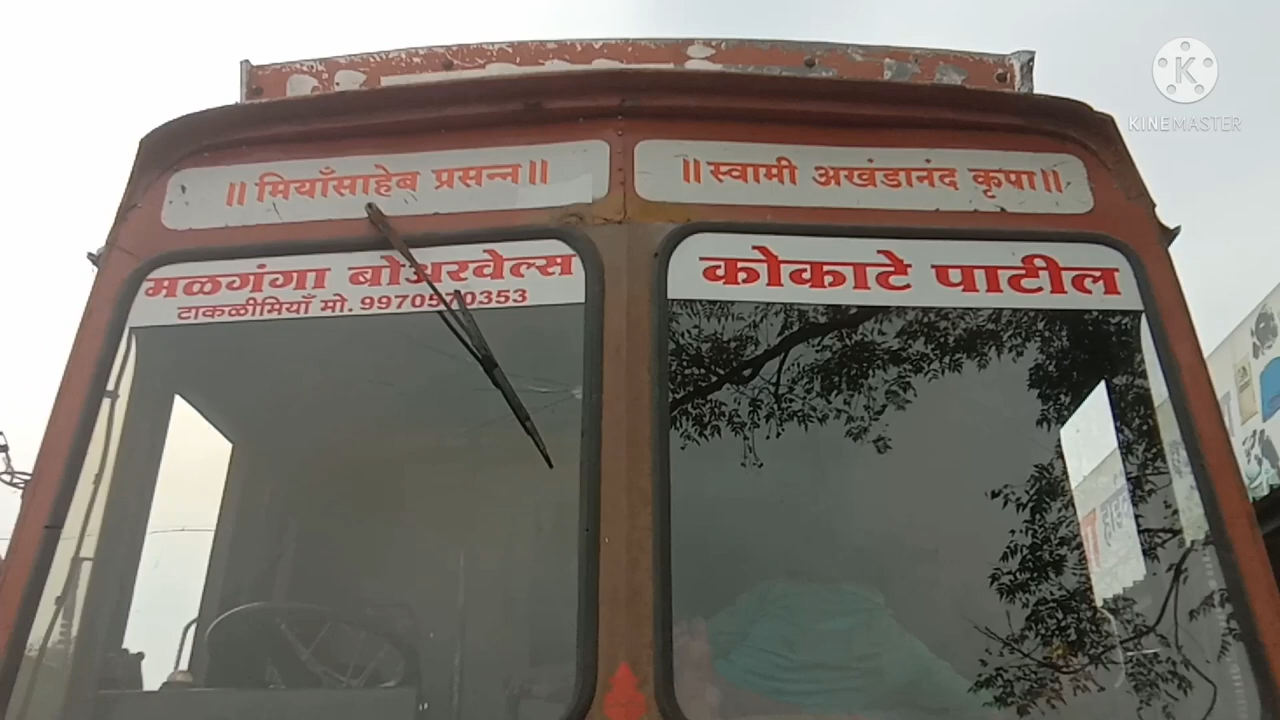 ॥ मियाँसाहेब प्रसन्न॥
॥ स्वामी अखंडानंद कृपा॥
मळगंगा बोअरवेल्स
टाकळीमियाँ मो. 9970570353
कोकाटे पाटील
K
KINEMASTER